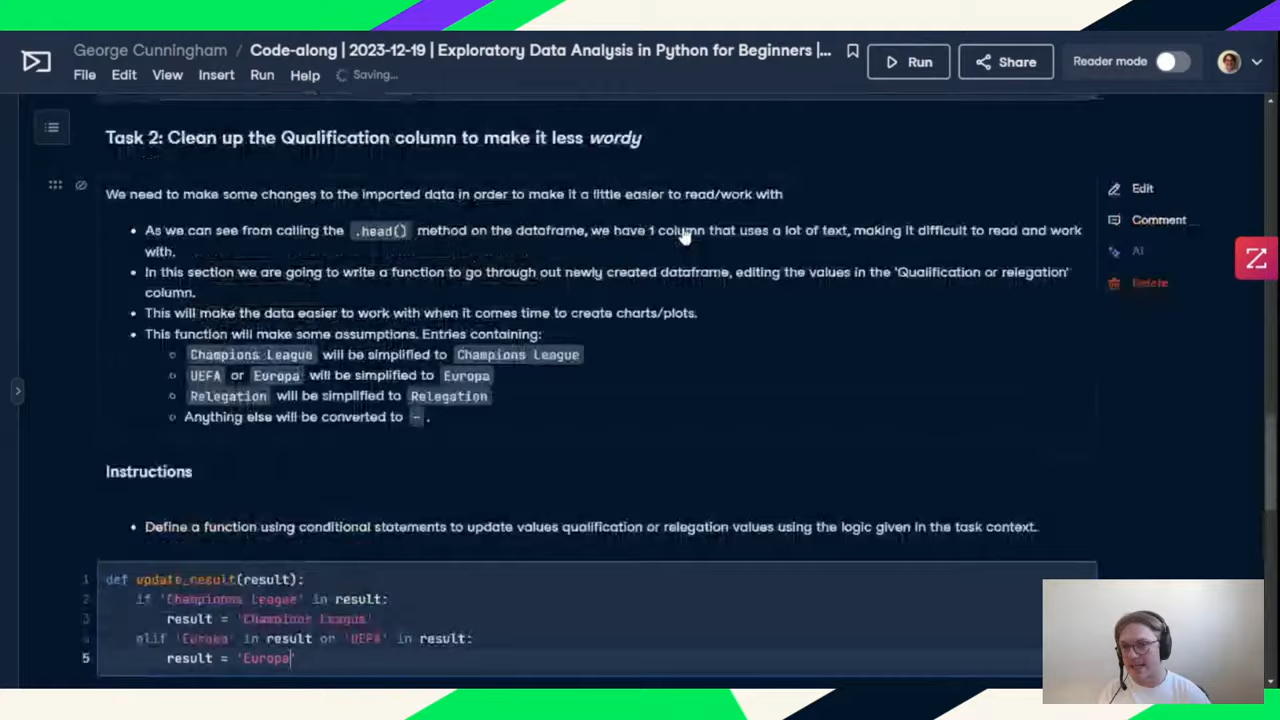 George Cunningham / Code-along | 2023-12-19 | Exploratory Data Analysis in Python for Beginners |...
Run
Share
Reader mode
File Edit View Insert Run Help Saving...
Task 2: Clean up the Qualification column to make it less wordy
We need to make some changes to the imported data in order to make it a little easier to read/work with
Edit
• As we can see from calling the .head() method on the dataframe, we have 1 column that uses a lot of text, making it difficult to read and work
Comment
with.
AI
• In this section we are going to write a function to go through out newly created dataframe, editing the values in the 'Qualification or relegation'
Delete
column.
• This will make the data easier to work with when it comes time to create charts/plots.
• This function will make some assumptions. Entries containing:
Champions League will be simplified to Champions League
UEFA or Europa will be simplified to Europa
Relegation will be simplified to Relegation
Anything else will be converted to - .
Instructions
• Define a function using conditional statements to update values qualification or relegation values using the logic given in the task context.
1 def update_result(result):
2 if 'Champions League' in result:
3 result = 'Champions League'
4 elif 'Europa' in result or 'UEFA' in result:
5 result = 'Europa'